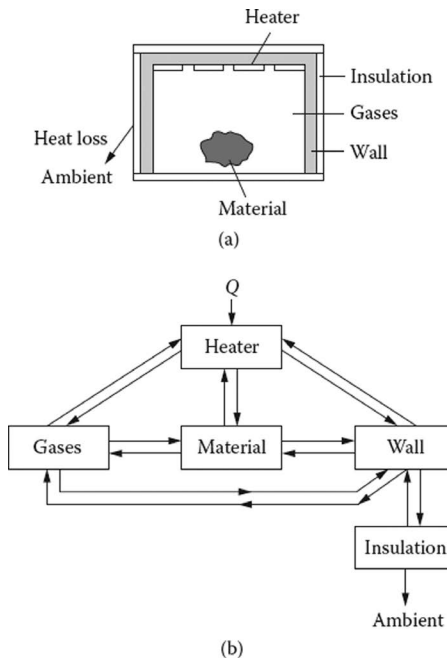 Heater
Insulation
Gases
Heat loss
Wall
Ambient
Material
(a)
Q
Heater
Gases
Material
Wall
Insulation
Ambient
(b)